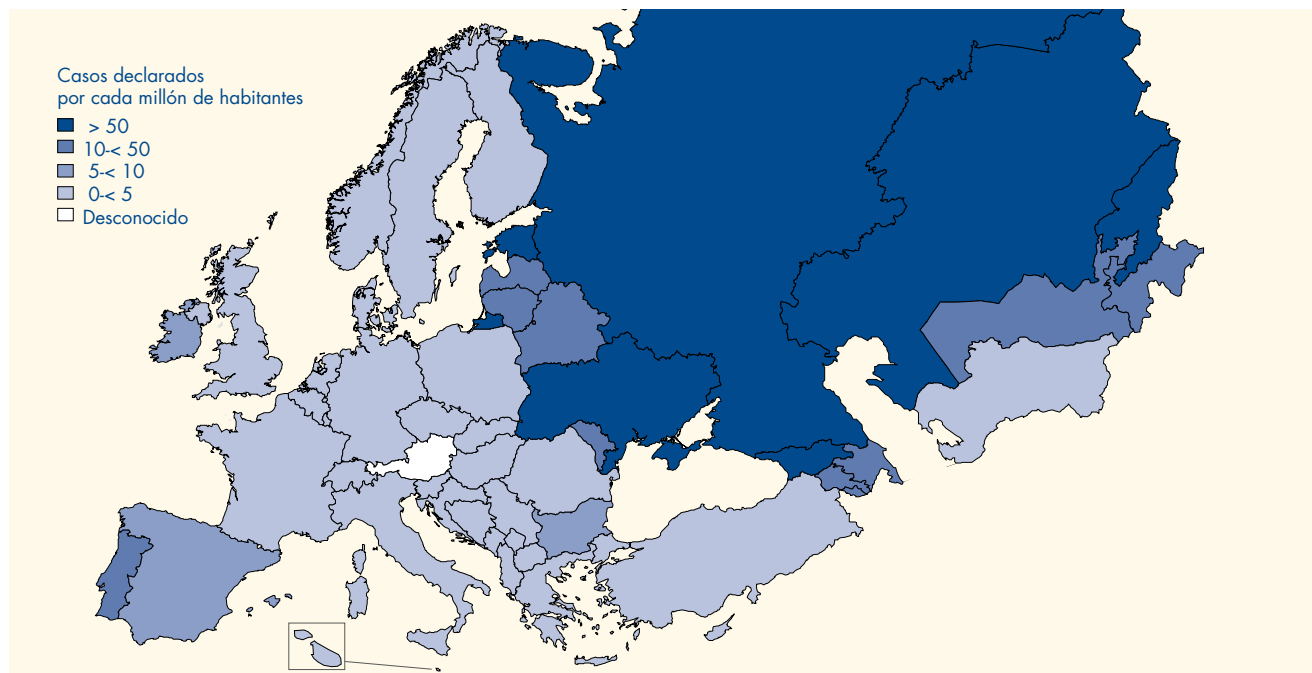 Casos declarados
por cada millón de habitantes
> 50
10-< 50
5-< 10
0-< 5
Desconocido